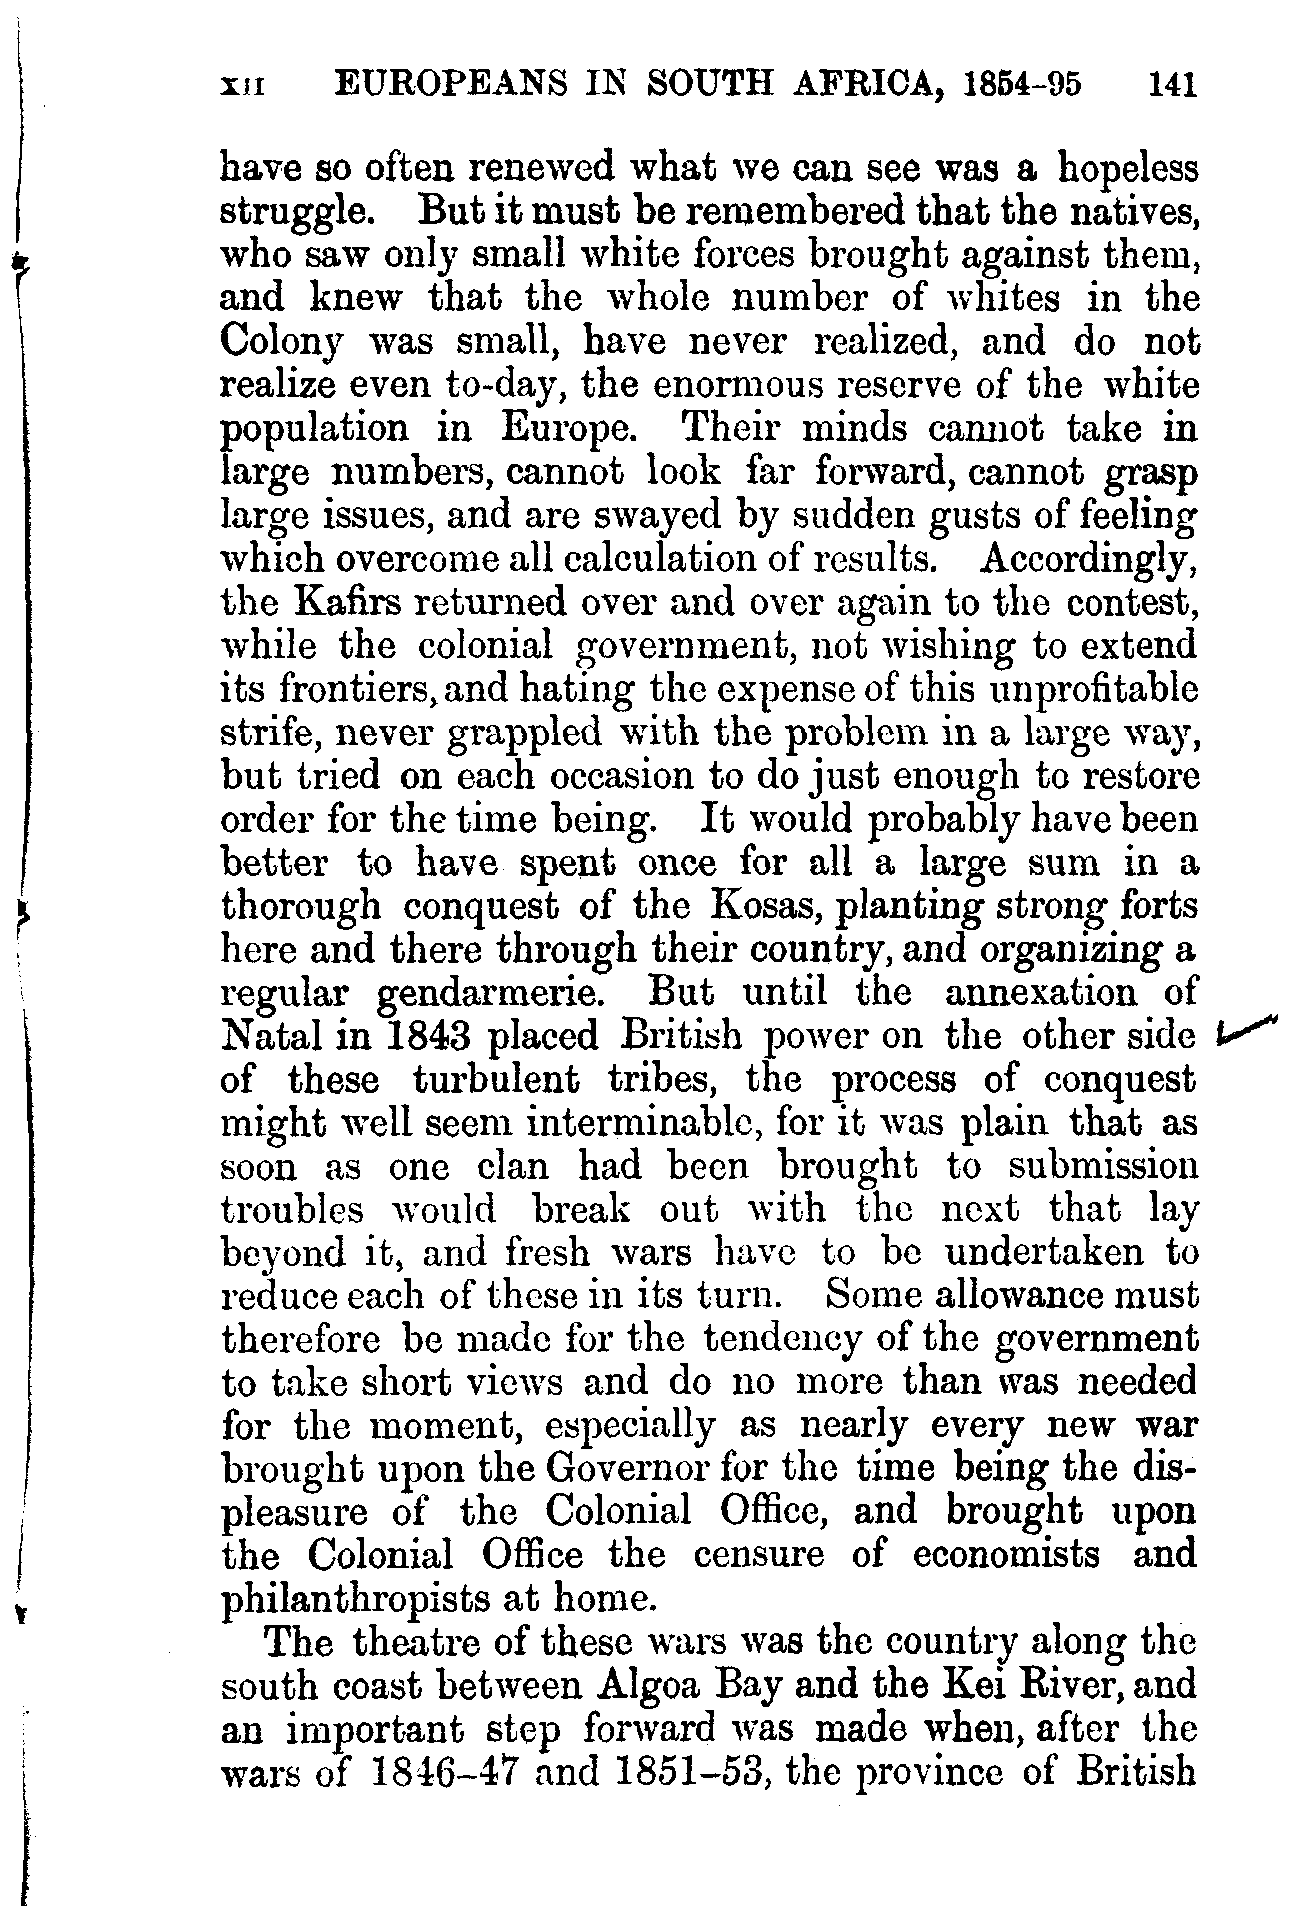 XII EUROPEANS IN SOUTH AFRICA, 1854–95 141
have so often renewed what we can see was a hopeless
struggle. But it must be remembered that the natives,
who saw only small white forces brought against them,
and knew that the whole number of whites in the
Colony was small, have never realized, and do not
realize even to-day, the enormous reserve of the white
population in Europe. Their minds cannot take in
large numbers, cannot look far forward, cannot grasp
large issues, and are swayed by sudden gusts of feeling
which overcome all calculation of results. Accordingly,
the Kafirs returned over and over again to the contest,
while the colonial government, not wishing to extend
its frontiers, and hating the expense of this unprofitable
strife, never grappled with the problem in a large way,
but tried on each occasion to do just enough to restore
order for the time being. It would probably have been
better to have spent once for all a large sum in a
thorough conquest of the Kosas, planting strong forts
here and there through their country, and organizing a
regular gendarmerie. But until the annexation of
Natal in 1843 placed British power on the other side
of these turbulent tribes, the process of conquest
might well seem interminable, for it was plain that as
soon as one clan had been brought to submission
troubles would break out with the next that lay
beyond it, and fresh wars have to be undertaken to
reduce each of these in its turn. Some allowance must
therefore be made for the tendency of the government
to take short views and do no more than was needed
for the moment, especially as nearly every new war
brought upon the Governor for the time being the dis-
pleasure of the Colonial Office, and brought upon
the Colonial Office the censure of economists and
philanthropists at home.
The theatre of these wars was the country along the
south coast between Algoa Bay and the Kei River, and
an important step forward was made when, after the
wars of 1846–47 and 1851–53, the province of British